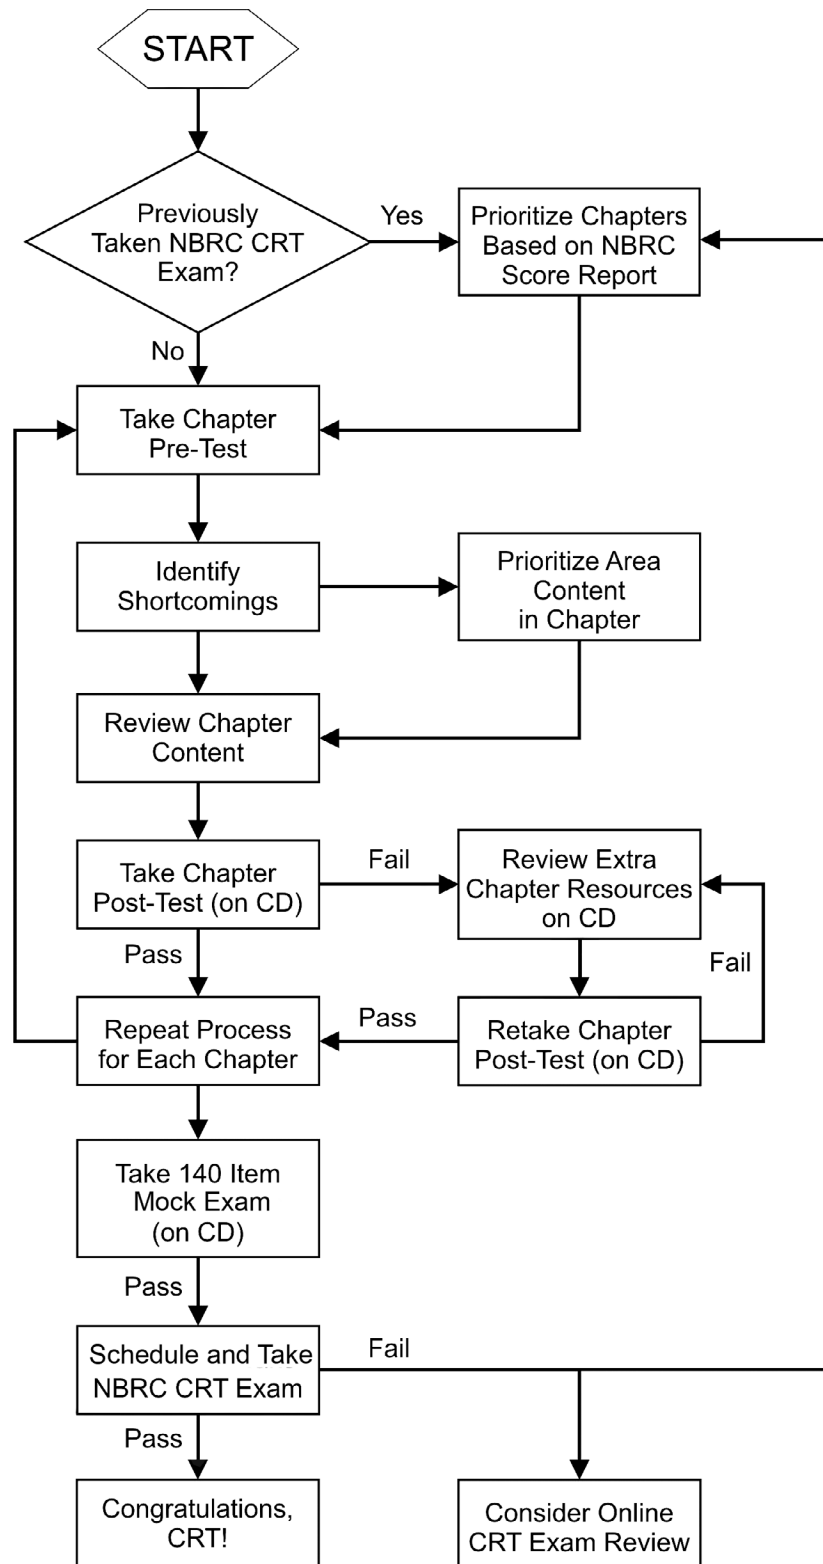 START
Previously
Taken NBRC CRT
Exam?
Yes
Prioritize Chapters
Based on NBRC
Score Report
No
Take Chapter
Pre-Test
Identify
Shortcomings
Prioritize Area
Content
in Chapter
Review Chapter
Content
Take Chapter
Post-Test (on CD)
Fail
Review Extra
Chapter Resources
on CD
Pass
Fail
Repeat Process
for Each Chapter
Pass
Retake Chapter
Post-Test (on CD)
Take 140 Item
Mock Exam
(on CD)
Pass
Schedule and Take
NBRC CRT Exam
Fail
Pass
Congratulations,
CRT!
Consider Online
CRT Exam Review